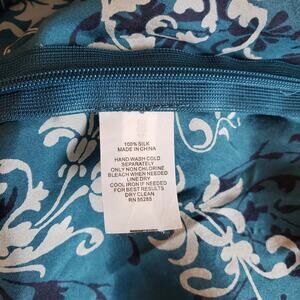 100% SILK
MADE IN CHINA
HAND WASH COLD
SEPARATELY
ONLY NON CHLORINE
BLEACH WHEN NEEDED
LINE DRY
COOL IRON IF NEEDED
FOR BEST RESULTS
DRY CLEAN
RN 55285